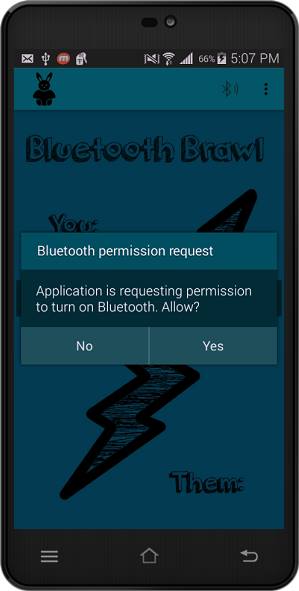 66% 5:07 PM
Bluetooth Brawl
You:
Bluetooth permission request
Application is requesting permission
to turn on Bluetooth. Allow?
No Yes
Them: